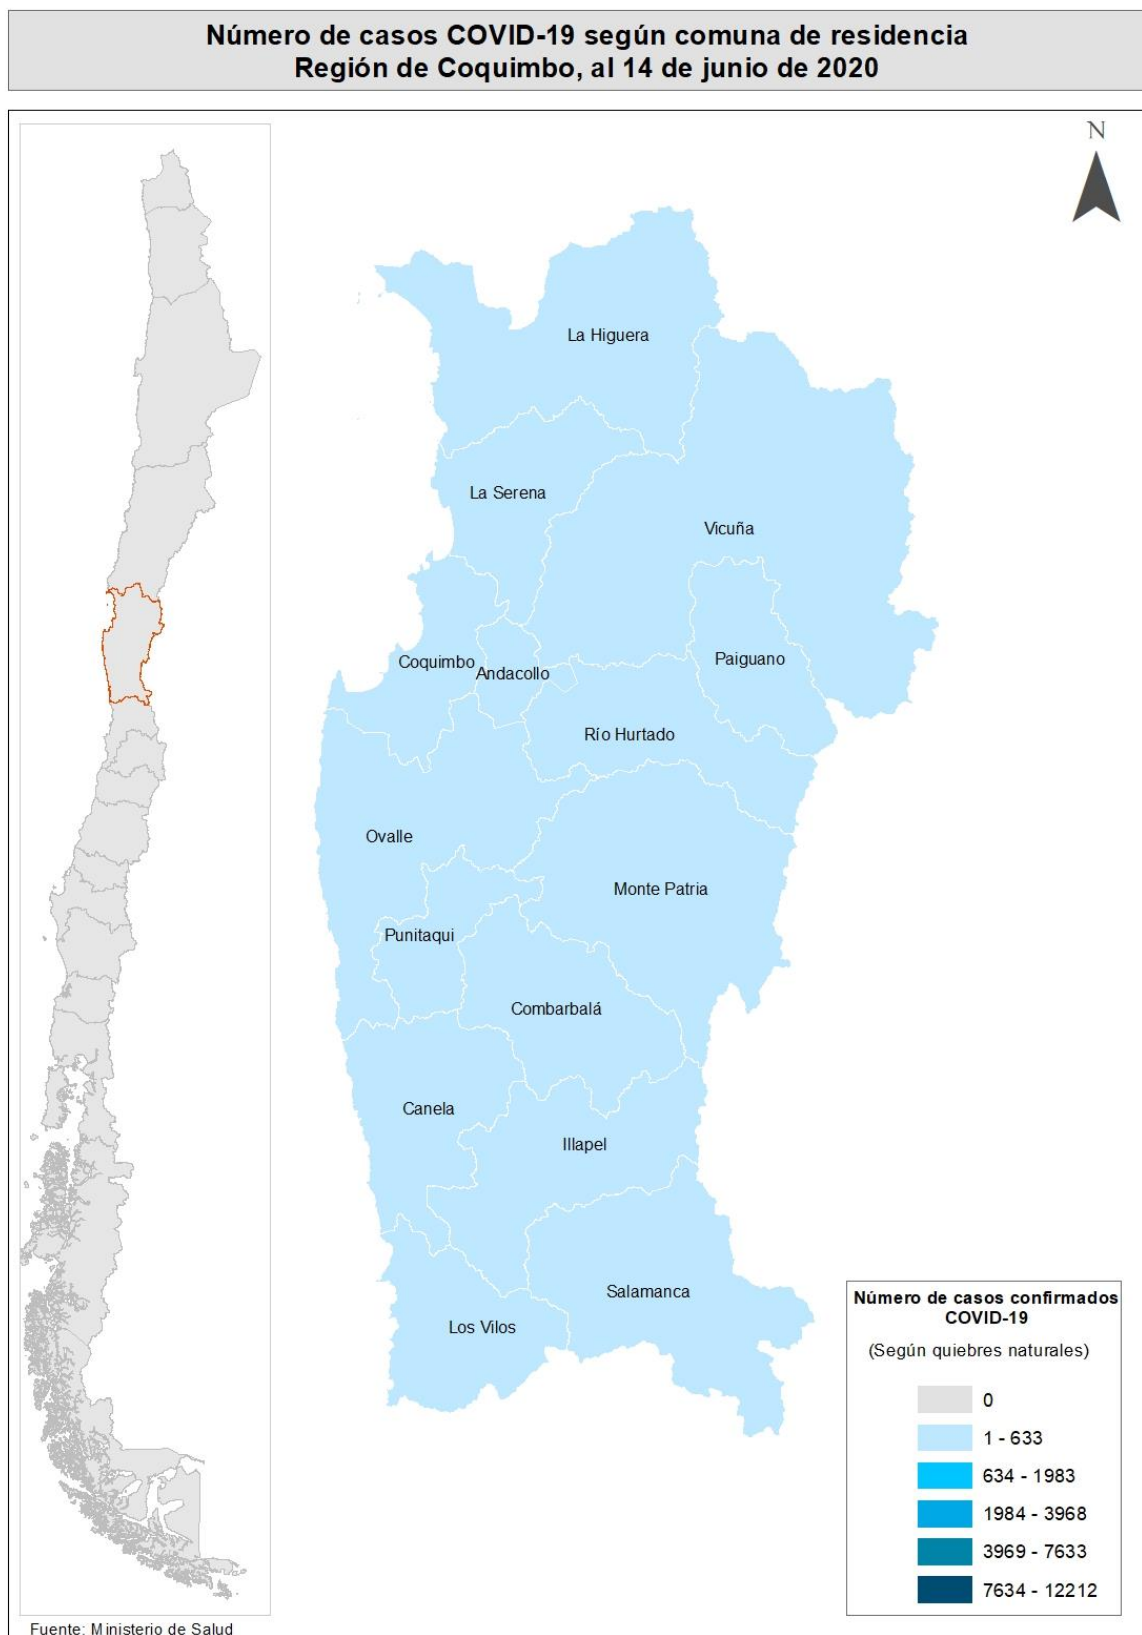 Número de casos COVID-19 según comuna de residencia
Región de Coquimbo, al 14 de junio de 2020
N
La Higuera
La Serena
Vicuña
Coquimbo
Andacollo
Paiguano
Río Hurtado
Ovalle
Monte Patria
Punitaqui
Combarbalá
Canela
Illapel
Salamanca
Los Vilos
Número de casos confirmados
COVID-19
(Según quiebres naturales)
0
1 - 633
634 - 1983
1984 - 3968
3969 - 7633
7634 - 12212
Fuente: Ministerio de Salud